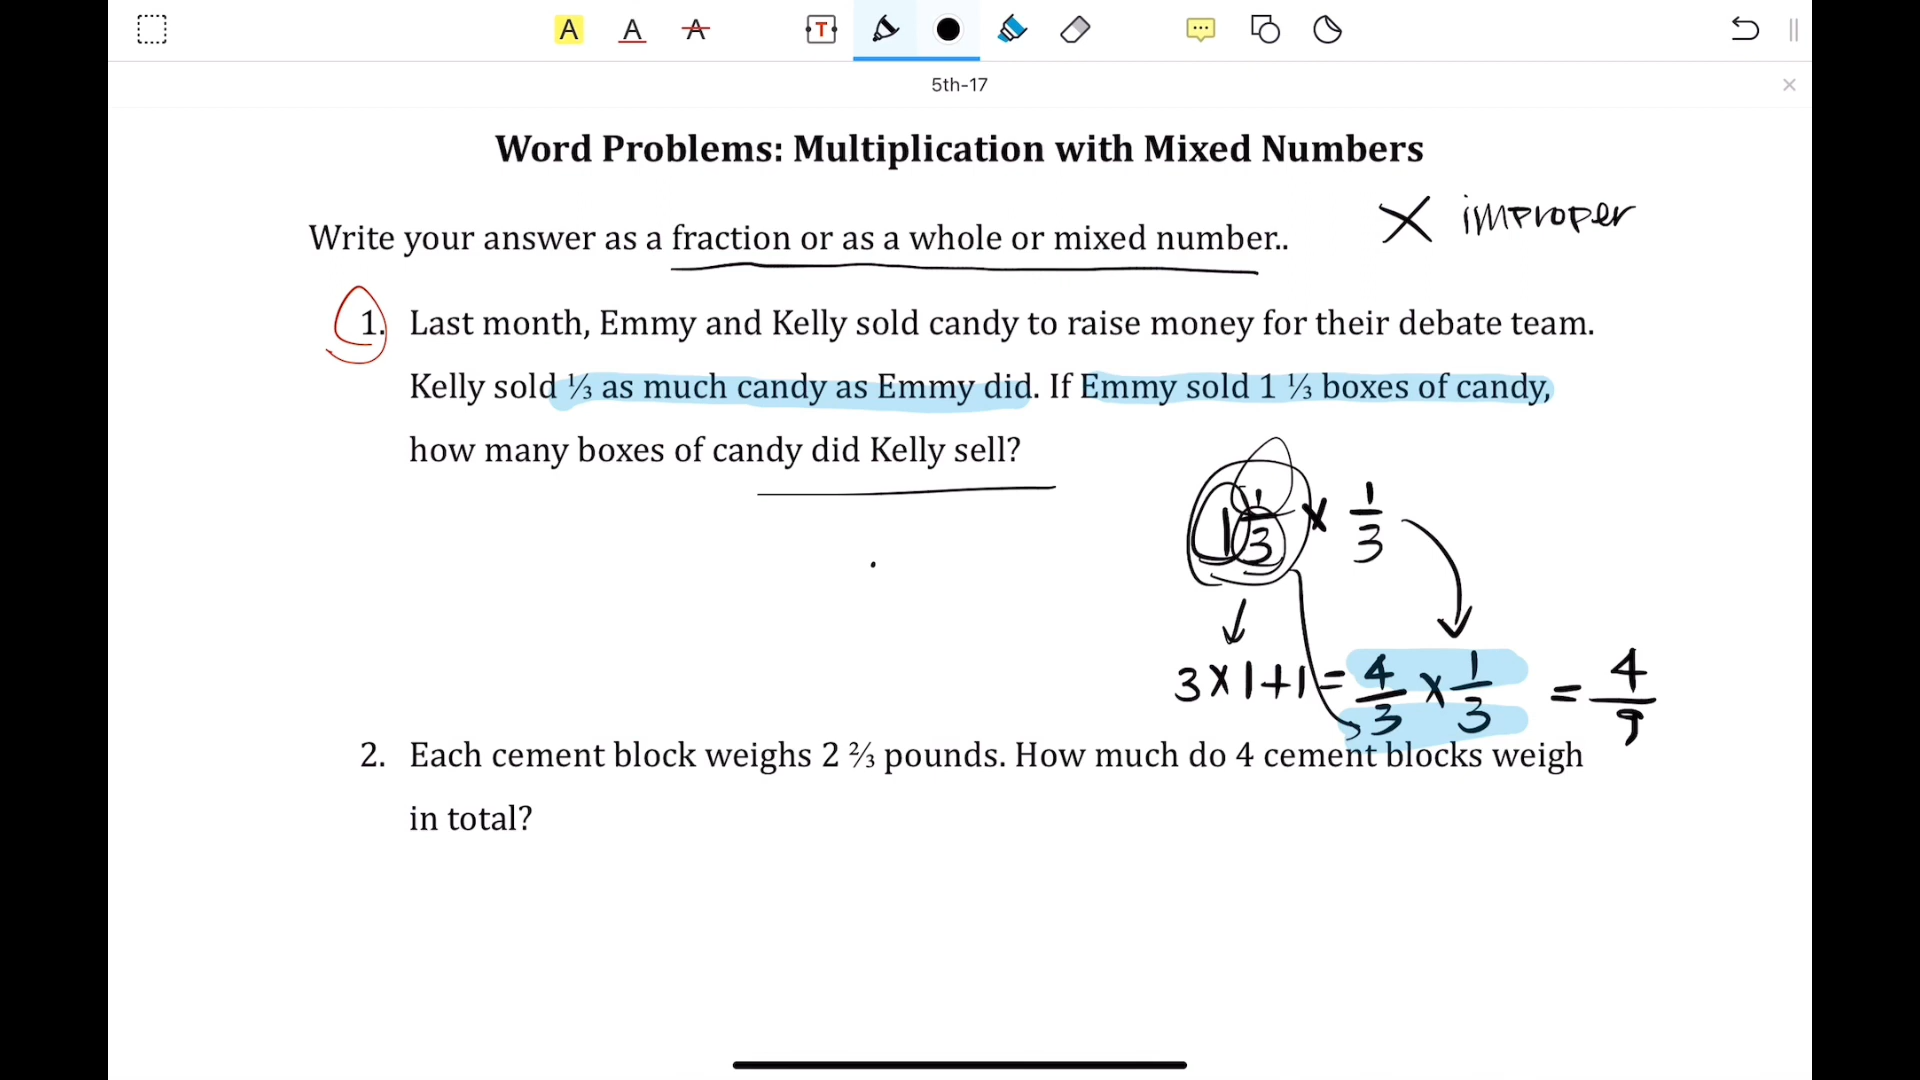 A A A T
5th-17
Word Problems: Multiplication with Mixed Numbers
Write your answer as a fraction or as a whole or mixed number..
X improper
1. Last month, Emmy and Kelly sold candy to raise money for their debate team.
Kelly sold ⅓ as much candy as Emmy did. If Emmy sold 1 ⅓ boxes of candy,
how many boxes of candy did Kelly sell?
1 1/3 x 1/3
3 x 1 + 1 = 4/3 x 1/3 = 4/9
2. Each cement block weighs 2 ⅔ pounds. How much do 4 cement blocks weigh
in total?